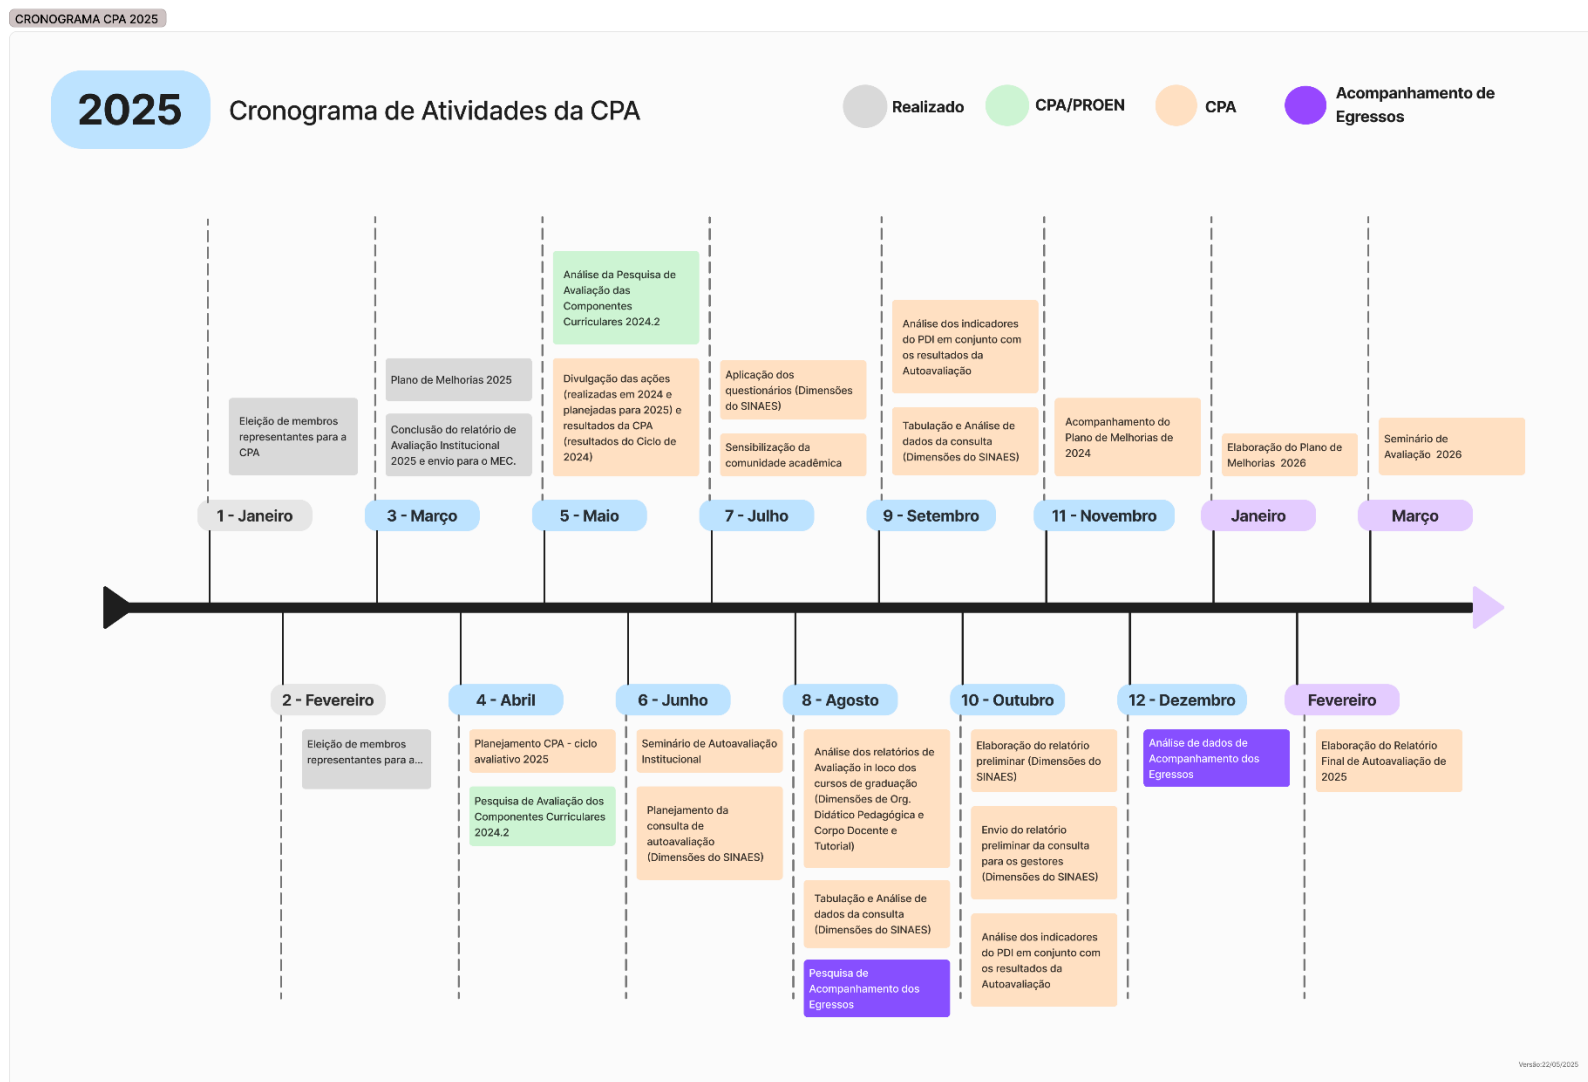 CRONOGRAMA CPA 2025
2025
Cronograma de Atividades da CPA
Realizado
CPA/PROEN
CPA
Acompanhamento de
Egressos
Eleição de membros
representantes para a
CPA
1 - Janeiro
Plano de Melhorias 2025
Conclusão do relatório de
Avaliação Institucional
2025 e envio para o MEC.
3 - Março
Análise da Pesquisa de
Avaliação das
Componentes
Curriculares 2024.2
Divulgação das ações
(realizadas em 2024 e
planejadas para 2025) e
resultados da CPA
(resultados do Ciclo de
2024)
5 - Maio
Aplicação dos
questionários (Dimensões
do SINAES)
Sensibilização da
comunidade acadêmica
7 - Julho
Análise dos indicadores
do PDI em conjunto com
os resultados da
Autoavaliação
Tabulação e Análise de
dados da consulta
(Dimensões do SINAES)
9 - Setembro
Acompanhamento do
Plano de Melhorias de
2024
11 - Novembro
Elaboração do Plano de
Melhorias 2026
Janeiro
Seminário de
Avaliação 2026
Março
2 - Fevereiro
Eleição de membros
representantes para a...
4 - Abril
Planejamento CPA - ciclo
avaliativo 2025
Pesquisa de Avaliação dos
Componentes Curriculares
2024.2
6 - Junho
Seminário de Autoavaliação
Institucional
Planejamento da
consulta de
autoavaliação
(Dimensões do SINAES)
8 - Agosto
Análise dos relatórios de
Avaliação in loco dos
cursos de graduação
(Dimensões de Org.
Didático Pedagógica e
Corpo Docente e
Tutorial)
Tabulação e Análise de
dados da consulta
(Dimensões do SINAES)
Pesquisa de
Acompanhamento dos
Egressos
10 - Outubro
Elaboração do relatório
preliminar (Dimensões do
SINAES)
Envio do relatório
preliminar da consulta
para os gestores
(Dimensões do SINAES)
Análise dos indicadores
do PDI em conjunto com
os resultados da
Autoavaliação
12 - Dezembro
Análise de dados de
Acompanhamento dos
Egressos
Fevereiro
Elaboração do Relatório
Final de Autoavaliação de
2025
Versão:22/05/2025